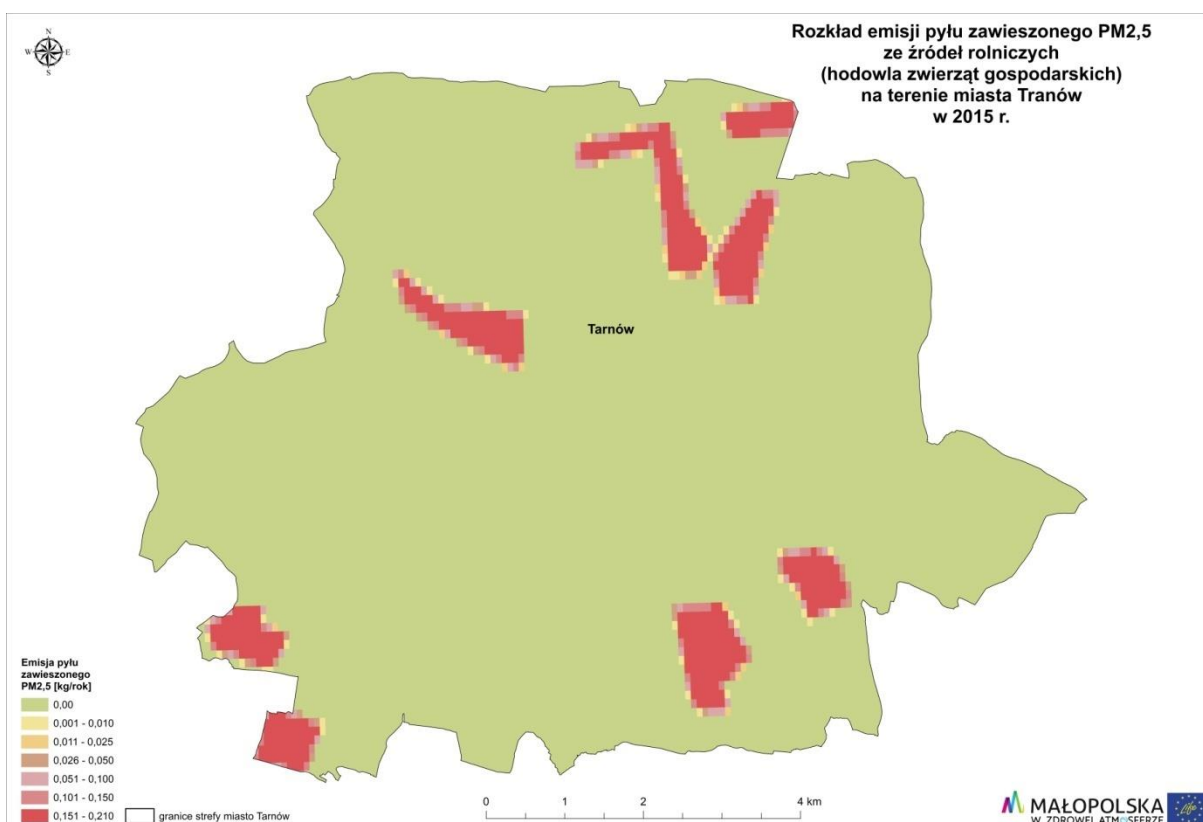 Rozkład emisji pyłu zawieszonego PM2,5
ze źródeł rolniczych
(hodowla zwierząt gospodarskich)
na terenie miasta Tranów
w 2015 r.
N
W E
S
Tarnów
Emisja pyłu
zawieszonego
PM2,5 [kg/rok]
0,00
0,001 - 0,010
0,011 - 0,025
0,026 - 0,050
0,051 - 0,100
0,101 - 0,150
0,151 - 0,210
granice strefy miasto Tarnów
0 1 2 4 km
MAŁOPOLSKA
W ZDROWEJ ATMOSFERZE
life